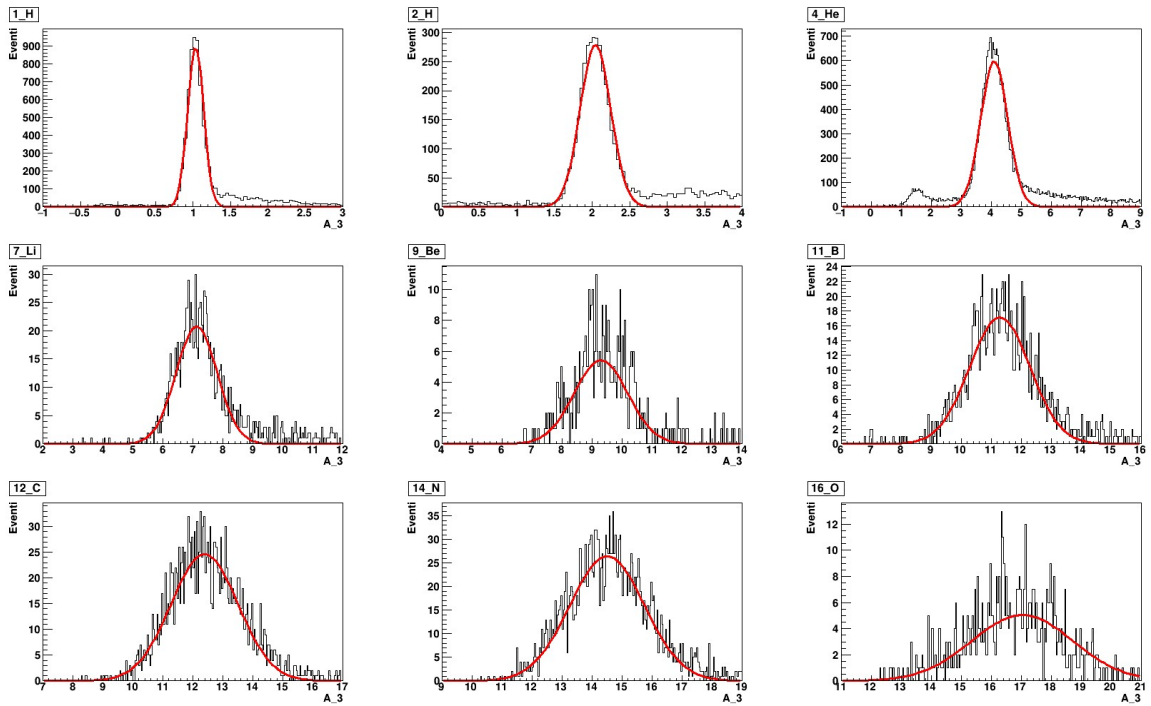 1_H
Eventi
900
800
700
600
500
400
300
200
100
0
−1 −0.5 0 0.5 1 1.5 2 2.5 3
A_3
2_H
Eventi
300
250
200
150
100
50
0
0 0.5 1 1.5 2 2.5 3 3.5 4
A_3
4_He
Eventi
700
600
500
400
300
200
100
0
−1 0 1 2 3 4 5 6 7 8 9
A_3
7_Li
Eventi
30
25
20
15
10
5
0
2 3 4 5 6 7 8 9 10 11 12
A_3
9_Be
Eventi
10
8
6
4
2
0
4 5 6 7 8 9 10 11 12 13 14
A_3
11_B
Eventi
24
22
20
18
16
14
12
10
8
6
4
2
0
6 7 8 9 10 11 12 13 14 15 16
A_3
12_C
Eventi
30
25
20
15
10
5
0
7 8 9 10 11 12 13 14 15 16 17
A_3
14_N
Eventi
35
30
25
20
15
10
5
0
9 10 11 12 13 14 15 16 17 18 19
A_3
16_O
Eventi
12
10
8
6
4
2
0
11 12 13 14 15 16 17 18 19 20 21
A_3